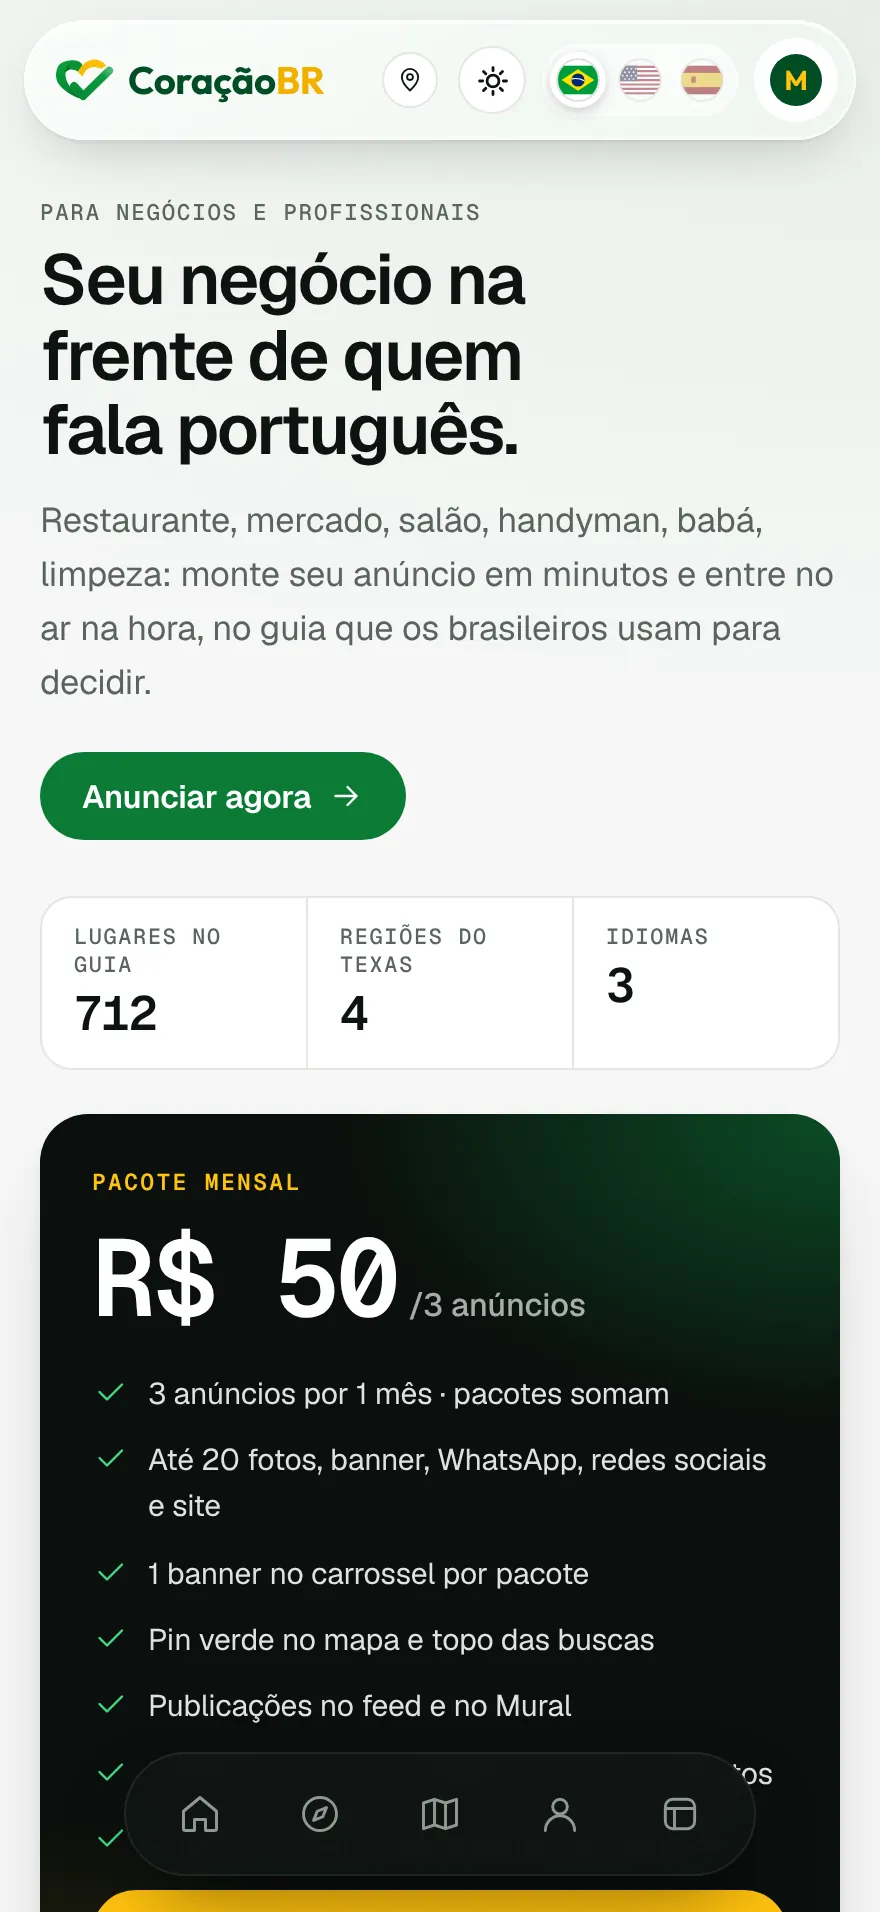 CoraçãoBR
M
PARA NEGÓCIOS E PROFISSIONAIS
Seu negócio na
frente de quem
fala português.
Restaurante, mercado, salão, handyman, babá,
limpeza: monte seu anúncio em minutos e entre no
ar na hora, no guia que os brasileiros usam para
decidir.
Anunciar agora →
LUGARES NO
GUIA
712
REGIÕES DO
TEXAS
4
IDIOMAS
3
PACOTE MENSAL
R$ 50 /3 anúncios
3 anúncios por 1 mês · pacotes somam
Até 20 fotos, banner, WhatsApp, redes sociais
e site
1 banner no carrossel por pacote
Pin verde no mapa e topo das buscas
Publicações no feed e no Mural